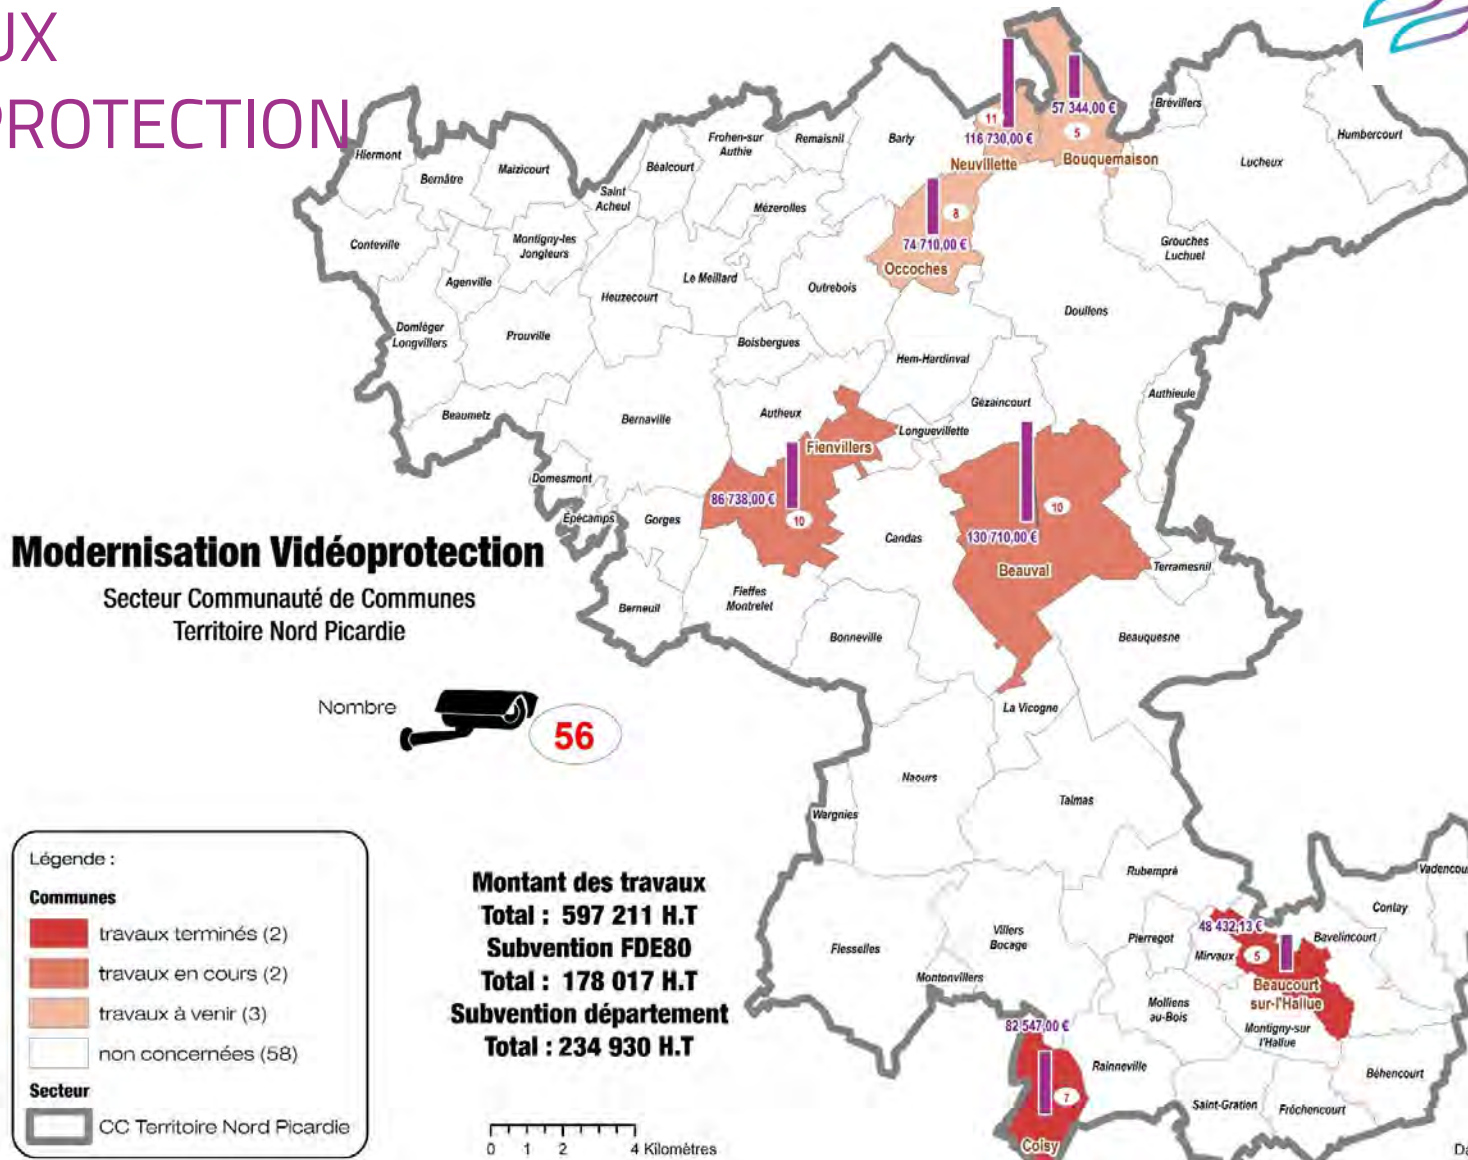 UX
PROTECTION
Hiermont
Bernâtre
Maizicourt
Saint
Acheul
Béalcourt
Frohen-sur
Authie
Remaisnil
Barly
Mézerolles
11
116 730,00 €
Neuvillette
57 344,00 €
5
Bouquemaison
Brévillers
Lucheux
Humbercourt
Conteville
Montigny-les
Jongleurs
Agenville
Heuzecourt
Le Meillard
Outrebois
8
74 710,00 €
Occoches
Grouches
Luchuel
Doullens
Domléger
Longvillers
Prouville
Boisbergues
Hem-Hardinval
Authieule
Gézaincourt
Beaumetz
Bernaville
Autheux
Longuevillette
Fienvillers
86 738,00 €
10
Domesmont
Épécamps
Gorges
Candas
10
130 710,00 €
Beauval
Terramesnil
Modernisation Vidéoprotection
Secteur Communauté de Communes
Territoire Nord Picardie
Berneuil
Fieffes
Montrelet
Bonneville
Beauquesne
Nombre
56
La Vicogne
Naours
Talmas
Wargnies
Rubempré
Vadencour
Contay
Légende :
Communes
travaux terminés (2)
travaux en cours (2)
travaux à venir (3)
non concernées (58)
Secteur
CC Territoire Nord Picardie
Montant des travaux
Total : 597 211 H.T
Subvention FDE80
Total : 178 017 H.T
Subvention département
Total : 234 930 H.T
0 1 2 4 Kilomètres
Flesselles
Villers
Bocage
Montonvillers
Pierregot
Mirvaux
48 432,13 €
5
Bavelincourt
Beaucourt
sur-l'Hallue
Molliens
au-Bois
Montigny-sur
l'Hallue
82 547,00 €
Rainneville
7
Coisy
Saint-Gratien
Fréchencourt
Béhencourt
Da